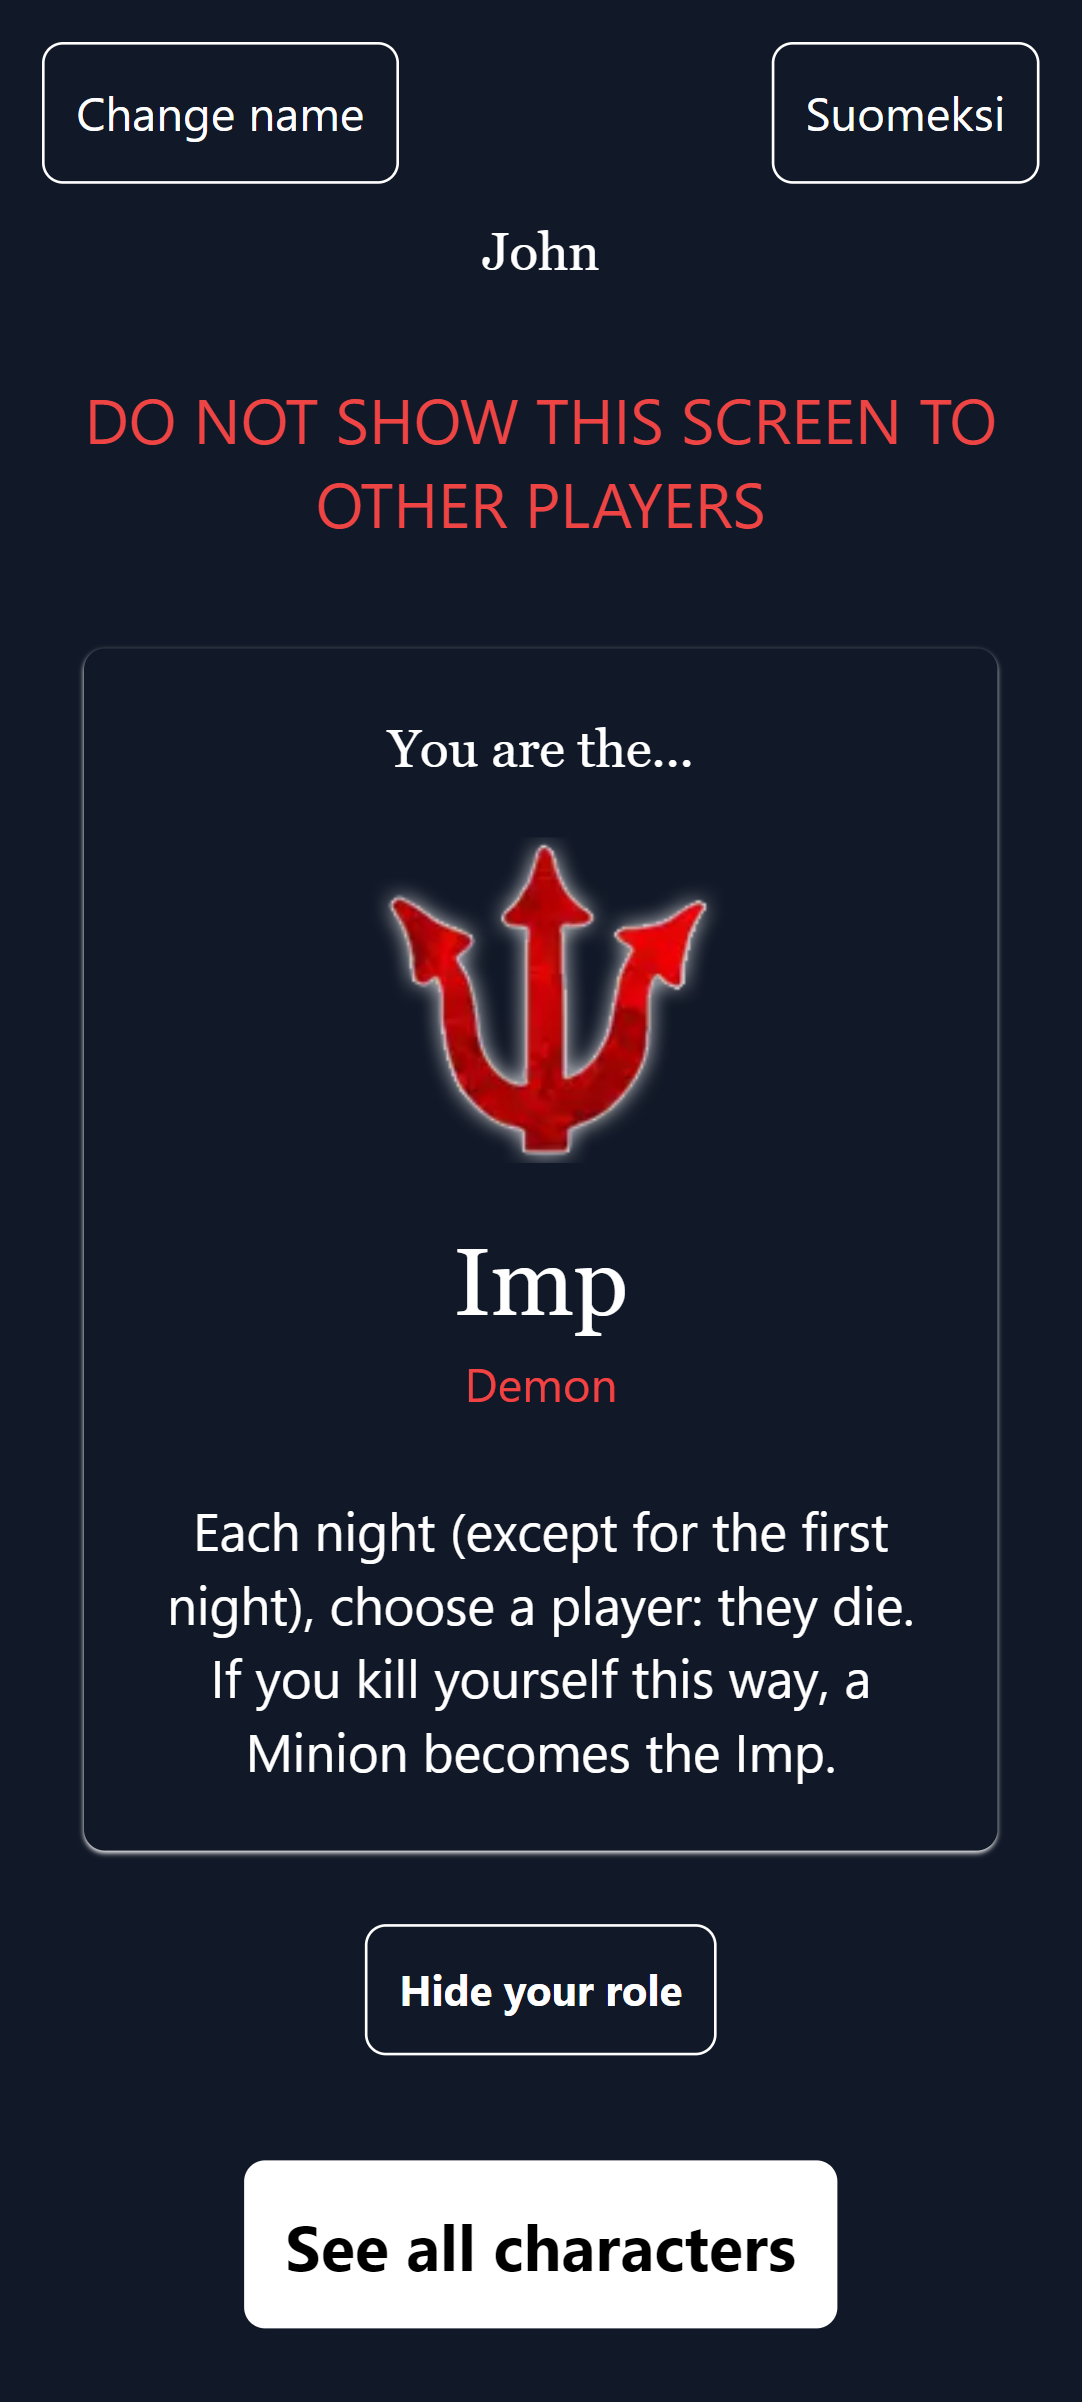 Change name
Suomeksi
John
DO NOT SHOW THIS SCREEN TO
OTHER PLAYERS
You are the...
Imp
Demon
Each night (except for the first
night), choose a player: they die.
If you kill yourself this way, a
Minion becomes the Imp.
Hide your role
See all characters